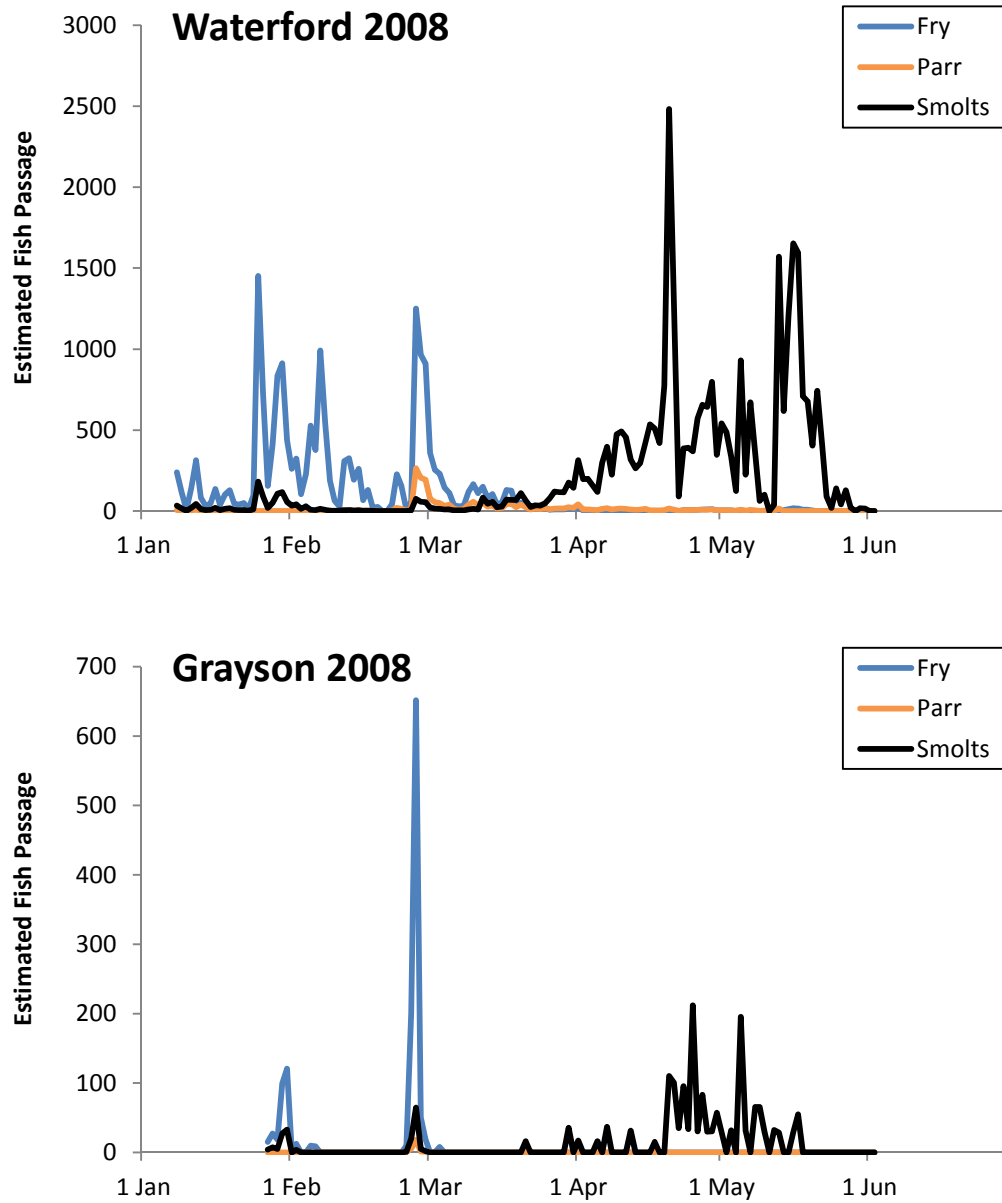 Waterford 2008
Fry
Parr
Smolts
Estimated Fish Passage
3000
2500
2000
1500
1000
500
0
1 Jan 1 Feb 1 Mar 1 Apr 1 May 1 Jun
Grayson 2008
Fry
Parr
Smolts
Estimated Fish Passage
700
600
500
400
300
200
100
0
1 Jan 1 Feb 1 Mar 1 Apr 1 May 1 Jun